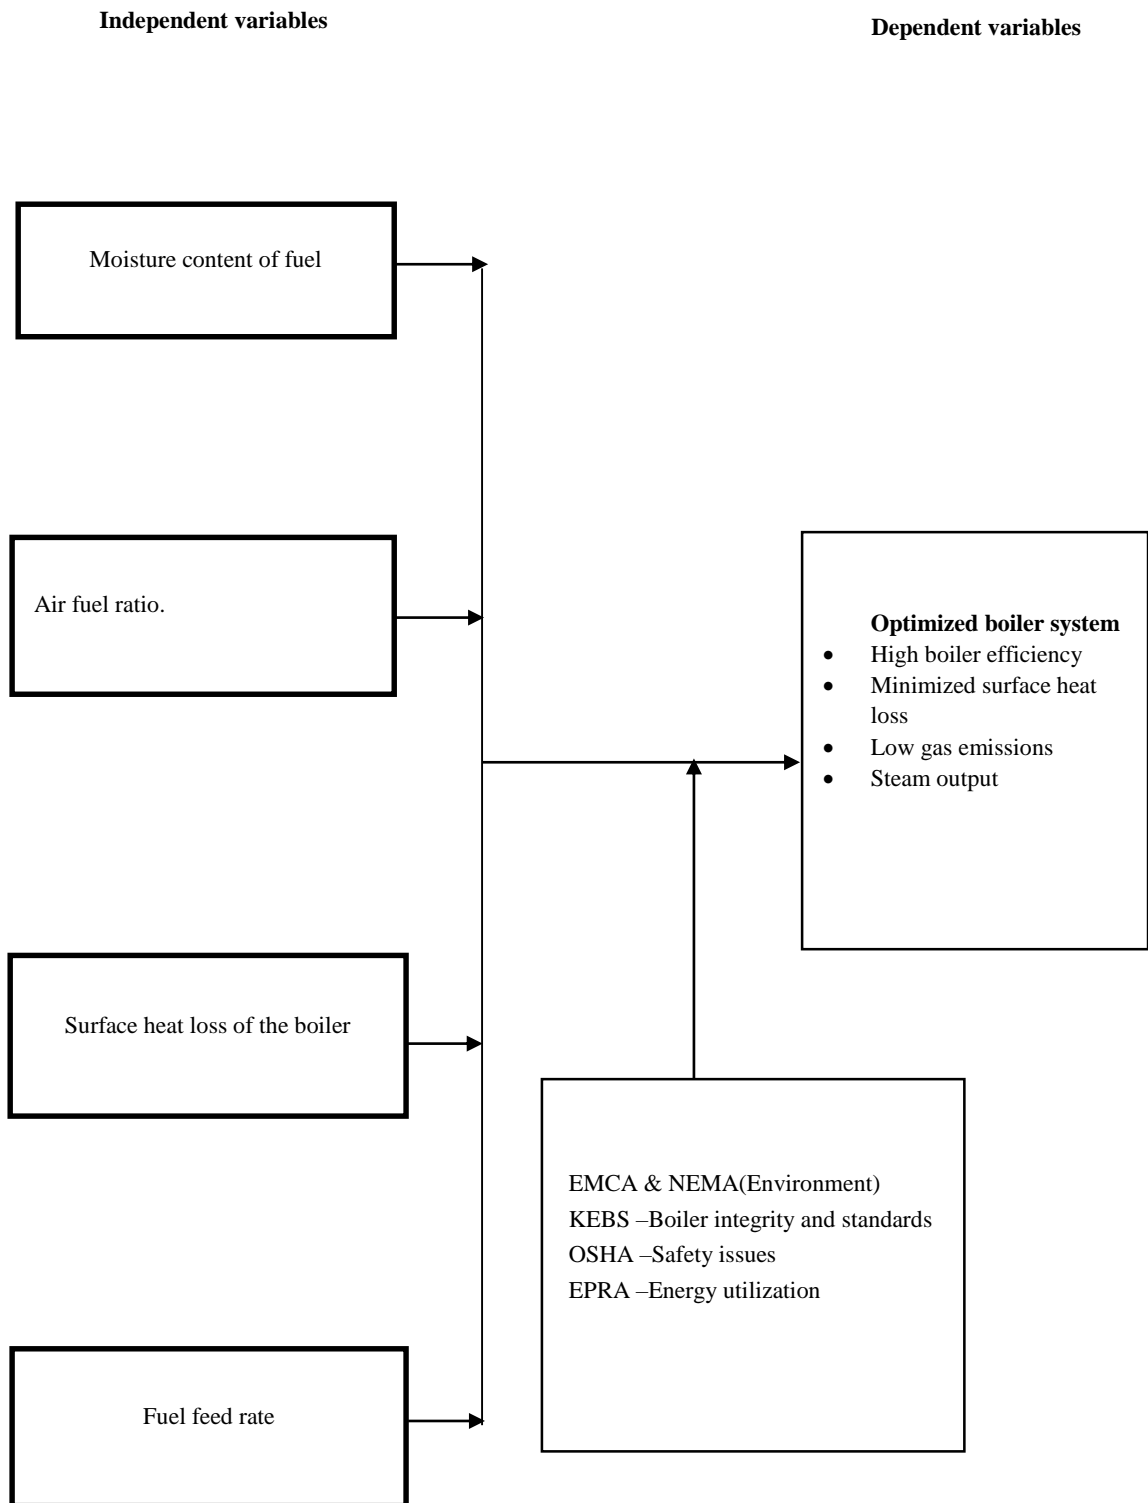 Independent variables
Dependent variables
Moisture content of fuel
Air fuel ratio.
Optimized boiler system
• High boiler efficiency
• Minimized surface heat
loss
• Low gas emissions
• Steam output
Surface heat loss of the boiler
EMCA & NEMA(Environment)
KEBS –Boiler integrity and standards
OSHA –Safety issues
EPRA –Energy utilization
Fuel feed rate